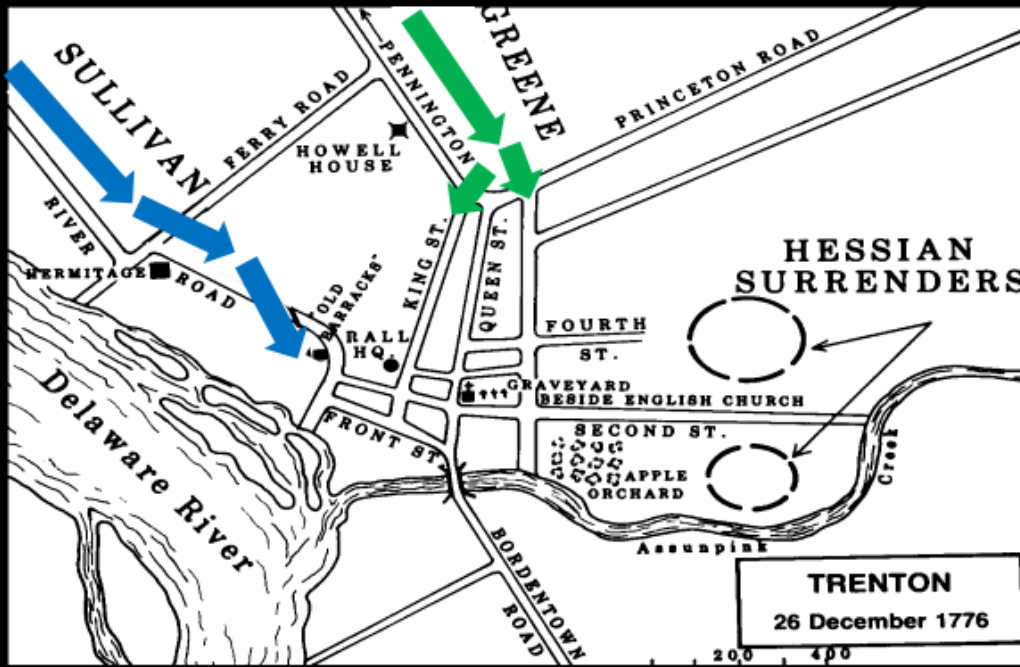 SULLIVAN
GREENE
PENNINGTON
FERRY ROAD
PRINCETON ROAD
HOWELL
HOUSE
RIVER
ROAD
HERMITAGE
"OLD
BARRACKS"
KING ST.
QUEEN ST.
RALL
HQ.
HESSIAN
SURRENDERS
FOURTH
ST.
GRAVEYARD
BESIDE ENGLISH CHURCH
SECOND ST.
FRONT ST.
APPLE
ORCHARD
Creek
Assunpink
Delaware River
BORDENTOWN
ROAD
TRENTON
26 December 1776
200 400